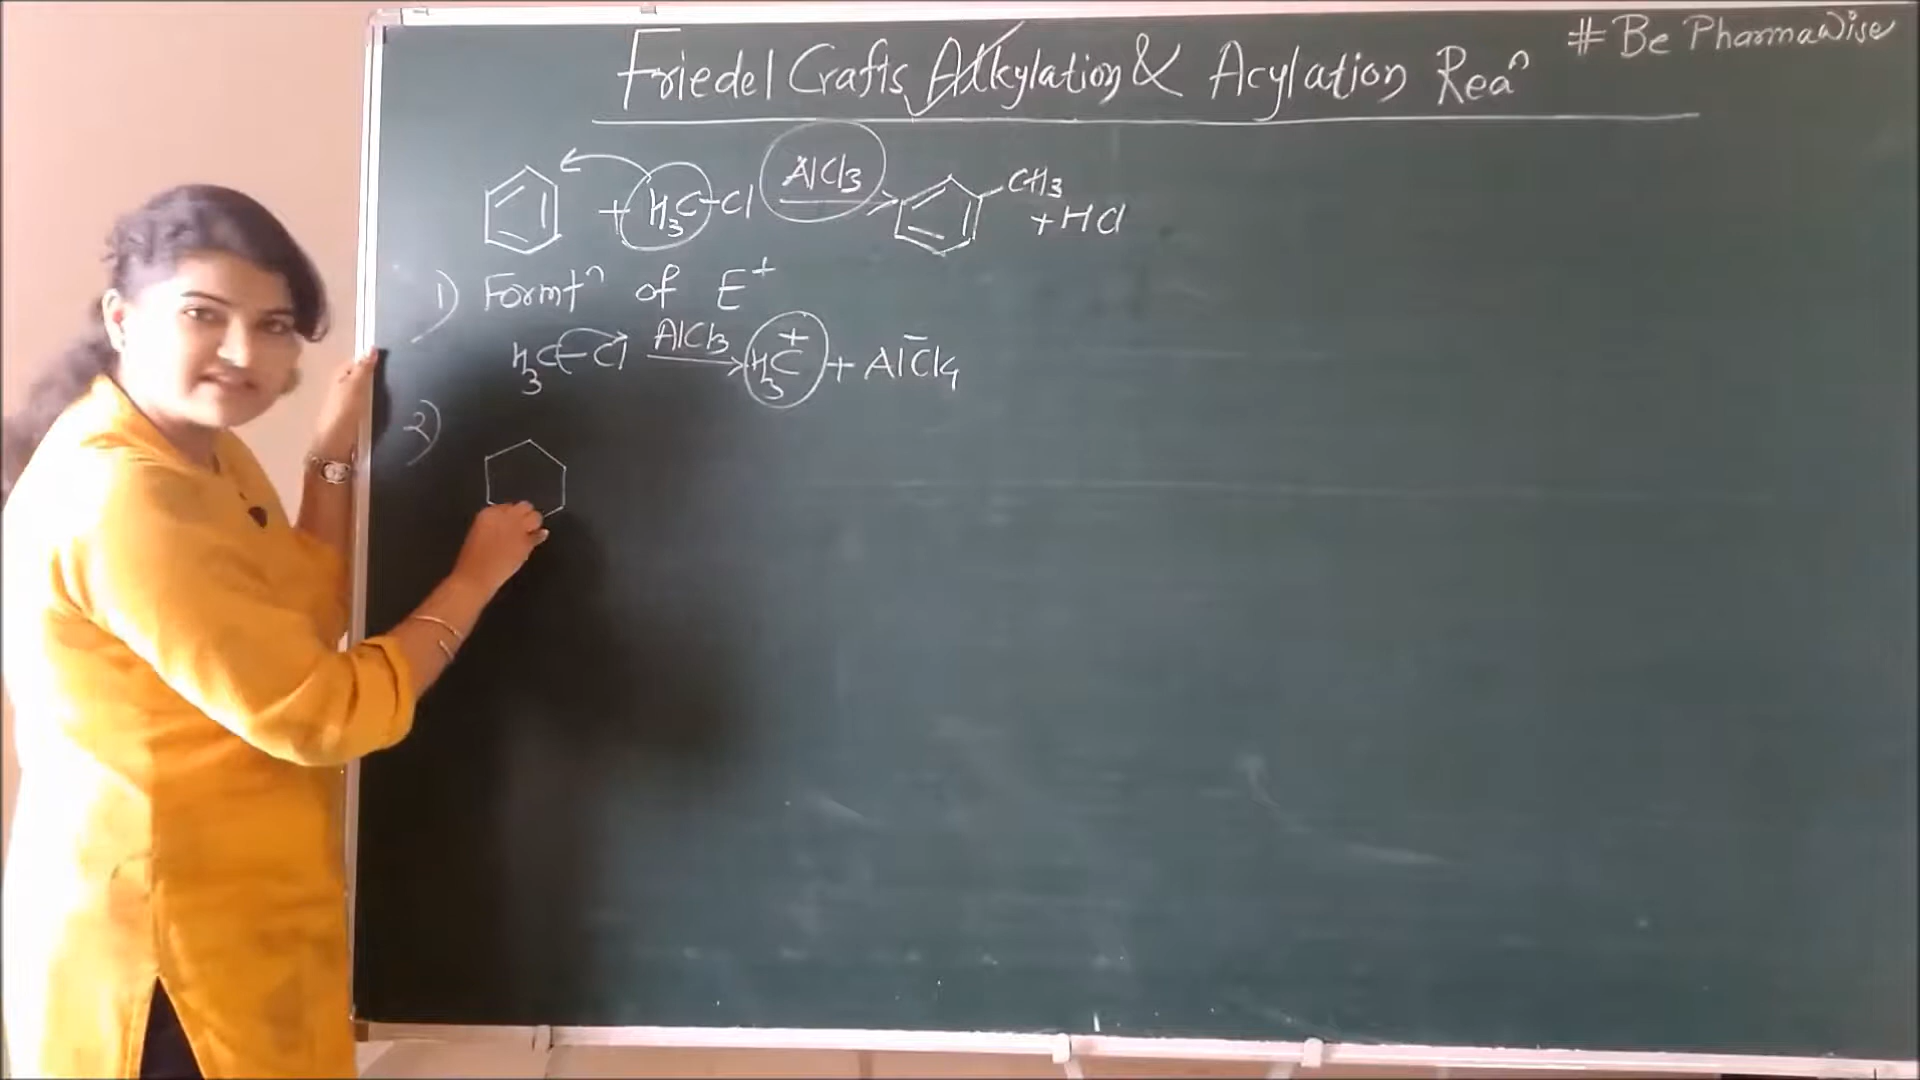 # Be PharmaWise
Friedel Crafts Alkylation & Acylation Reaⁿ
+ H₃C-Cl AlCl₃ CH₃
+ HCl
1) Formtⁿ of E⁺
H₃C-Cl AlCl₃ H₃C⁺ + AlCl₄⁻
2)